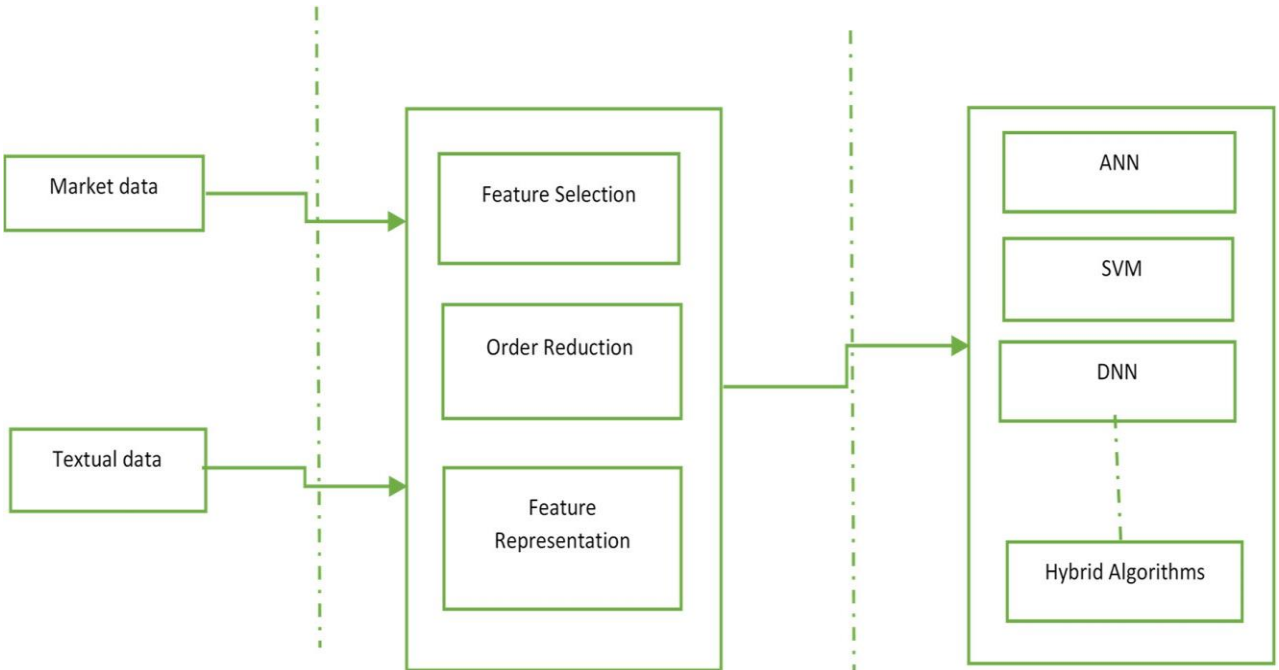 Market data
Textual data
Feature Selection
Order Reduction
Feature
Representation
ANN
SVM
DNN
Hybrid Algorithms